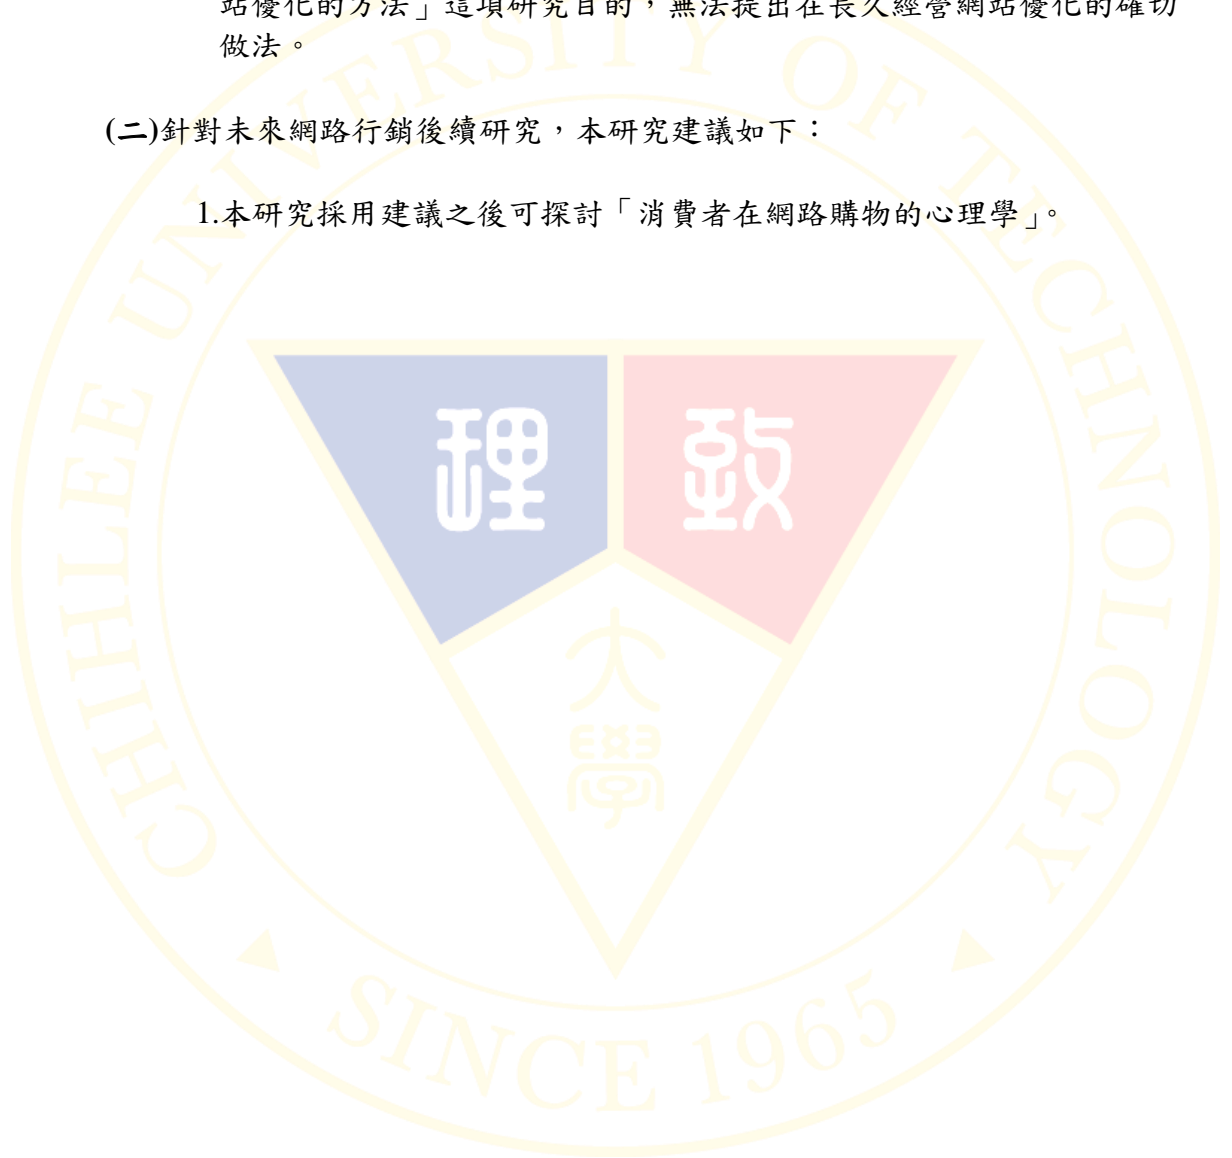 站優化的方法」這項研究目的，無法提出在長久經營網站優化的確切
做法。
(二)針對未來網路行銷後續研究，本研究建議如下：
1.本研究採用建議之後可探討「消費者在網路購物的心理學」。
CHIHLEE UNIVERSITY OF TECHNOLOGY
理 致
大
學
SINCE 1965